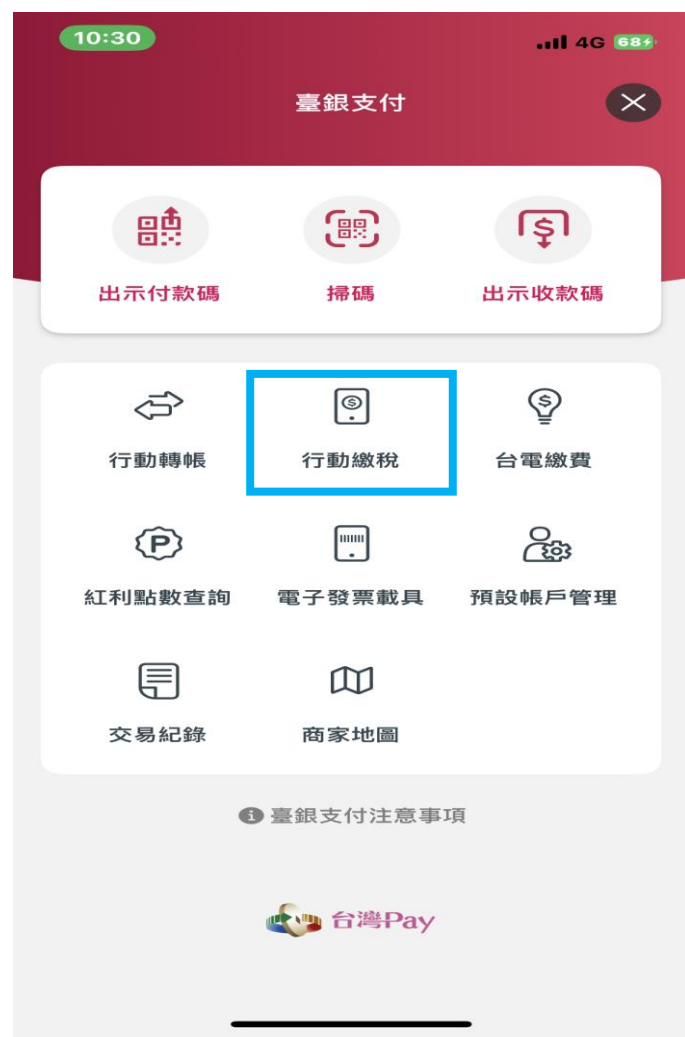 10:30 4G 68
臺銀支付
出示付款碼 掃碼 出示收款碼
行動轉帳 行動繳稅 台電繳費
P
紅利點數查詢 電子發票載具 預設帳戶管理
交易紀錄 商家地圖
臺銀支付注意事項
台灣Pay